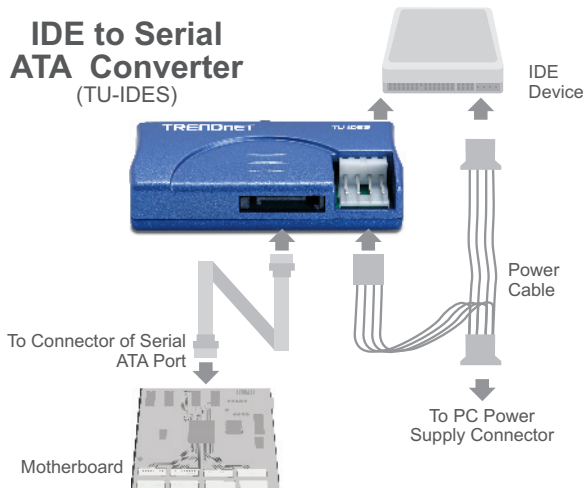 IDE to Serial
ATA Converter
(TU-IDES)
IDE
Device
TRENDnET
TU-IDES
Power
Cable
To Connector of Serial
ATA Port
To PC Power
Supply Connector
Motherboard